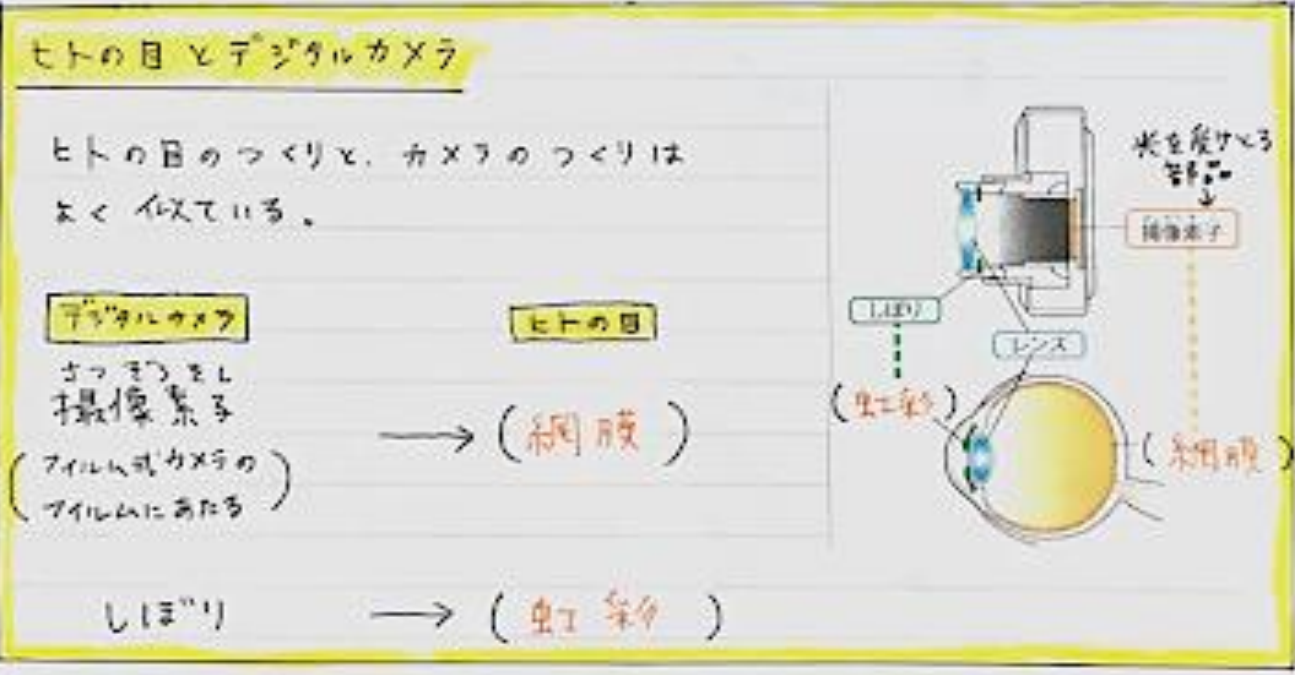 ヒトの目とデジタルカメラ
ヒトの目のつくりと、カメラのつくりは
よく似ている。
デジタルカメラ
ヒトの目
さつぞうそし
撮像素子
→ (網膜)
(フィルム式カメラの
フィルムにあたる)
しぼり → (虹彩)
光を受けとる
部品
↓
撮像素子
しぼり
レンズ
(虹彩)
(網膜)